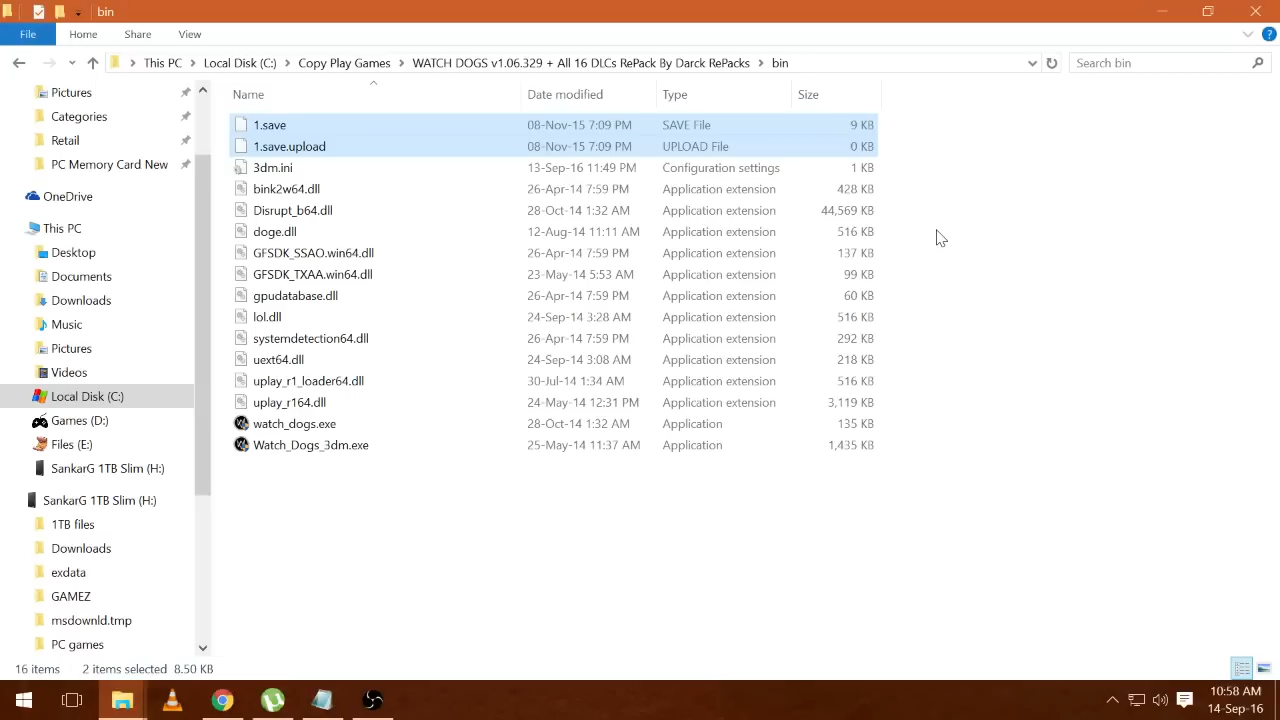 bin
File Home Share View
This PC Local Disk (C:) Copy Play Games WATCH DOGS v1.06.329 + All 16 DLCs RePack By Darck RePacks bin Search bin
Name Date modified Type Size
1.save 08-Nov-15 7:09 PM SAVE File 9 KB
1.save.upload 08-Nov-15 7:09 PM UPLOAD File 0 KB
3dm.ini 13-Sep-16 11:49 PM Configuration settings 1 KB
bink2w64.dll 26-Apr-14 7:59 PM Application extension 428 KB
Disrupt_b64.dll 28-Oct-14 1:32 AM Application extension 44,569 KB
doge.dll 12-Aug-14 11:11 AM Application extension 516 KB
GFSDK_SSAO.win64.dll 26-Apr-14 7:59 PM Application extension 137 KB
GFSDK_TXAA.win64.dll 23-May-14 5:53 AM Application extension 99 KB
gpudatabase.dll 26-Apr-14 7:59 PM Application extension 60 KB
lol.dll 24-Sep-14 3:28 AM Application extension 516 KB
systemdetection64.dll 26-Apr-14 7:59 PM Application extension 292 KB
uext64.dll 24-Sep-14 3:08 AM Application extension 218 KB
uplay_r1_loader64.dll 30-Jul-14 1:34 AM Application extension 516 KB
uplay_r164.dll 24-May-14 12:31 PM Application extension 3,119 KB
watch_dogs.exe 28-Oct-14 1:32 AM Application 135 KB
Watch_Dogs_3dm.exe 25-May-14 11:37 AM Application 1,435 KB
Pictures
Categories
Retail
PC Memory Card New
OneDrive
This PC
Desktop
Documents
Downloads
Music
Pictures
Videos
Local Disk (C:)
Games (D:)
Files (E:)
SankarG 1TB Slim (H:)
SankarG 1TB Slim (H:)
1TB files
Downloads
exdata
GAMEZ
msdownld.tmp
PC games
16 items 2 items selected 8.50 KB
10:58 AM
14-Sep-16